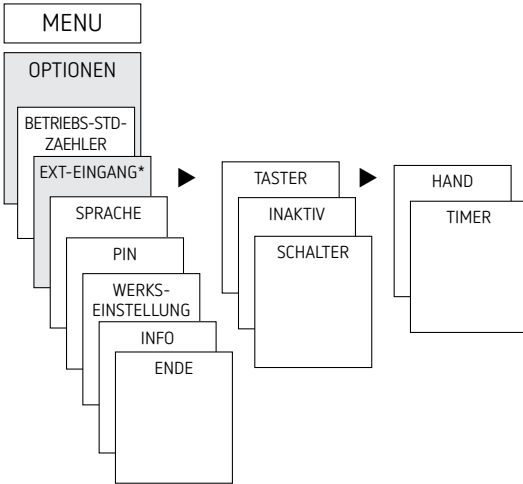 MENU
OPTIONEN
BETRIEBS-STD-
ZAEHLER
EXT-EINGANG*
SPRACHE
PIN
WERKS-
EINSTELLUNG
INFO
ENDE
TASTER
INAKTIV
SCHALTER
HAND
TIMER